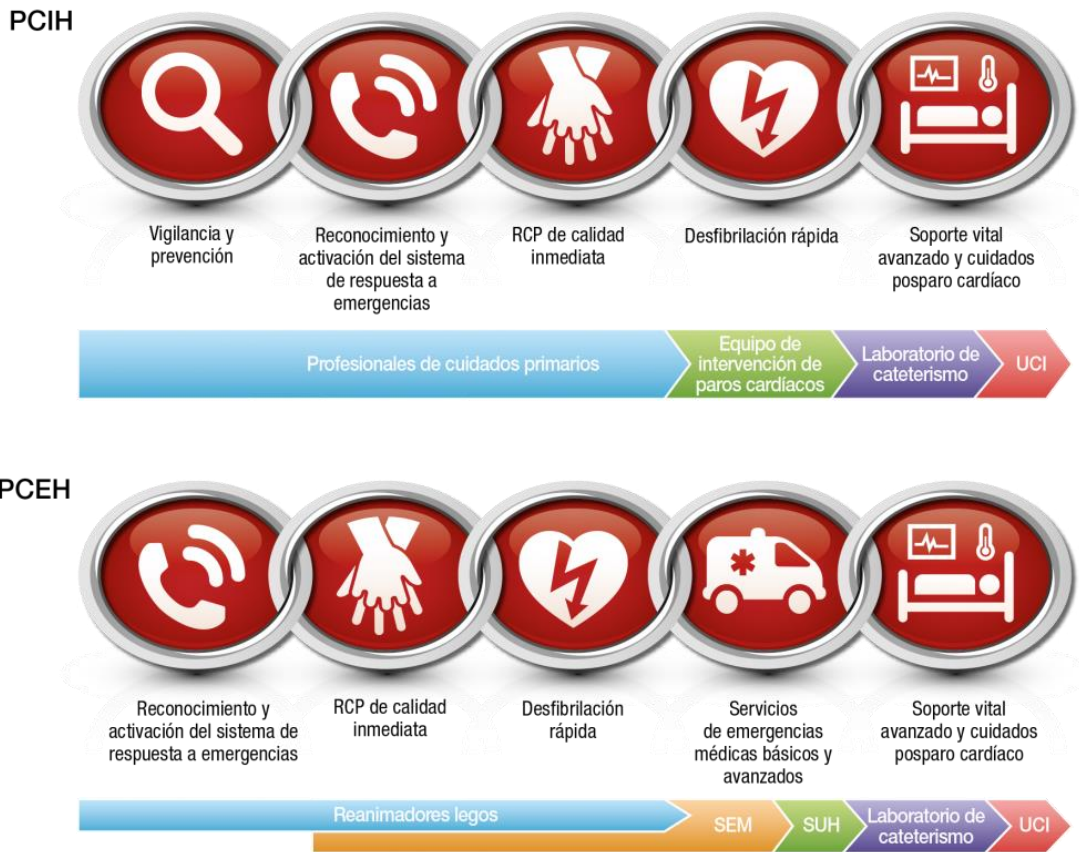 PCIH
Vigilancia y
prevención
Reconocimiento y
activación del sistema
de respuesta a
emergencias
RCP de calidad
inmediata
Desfibrilación rápida
Soporte vital
avanzado y cuidados
posparo cardíaco
Profesionales de cuidados primarios
Equipo de
intervención de
paros cardíacos
Laboratorio de
cateterismo
UCI
PCEH
Reconocimiento y
activación del sistema de
respuesta a emergencias
RCP de calidad
inmediata
Desfibrilación
rápida
Servicios
de emergencias
médicas básicos y
avanzados
Soporte vital
avanzado y cuidados
posparo cardíaco
Reanimadores legos
SEM
SUH
Laboratorio de
cateterismo
UCI